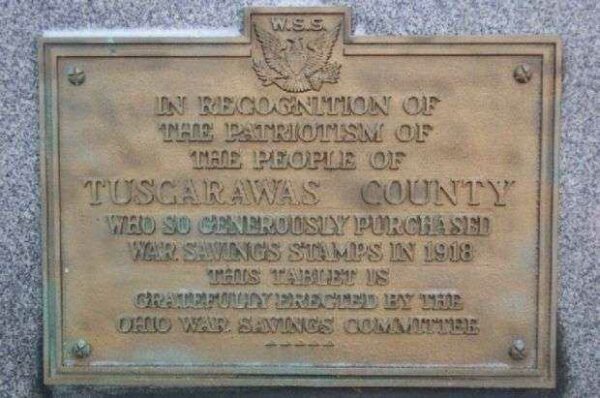 W.S.S.
IN RECOGNITION OF
THE PATRIOTISM OF
THE PEOPLE OF
TUSCARAWAS COUNTY
WHO SO GENEROUSLY PURCHASED
WAR SAVINGS STAMPS IN 1918
THIS TABLET IS
GRATEFULLY ERECTED BY THE
OHIO WAR SAVINGS COMMITTEE